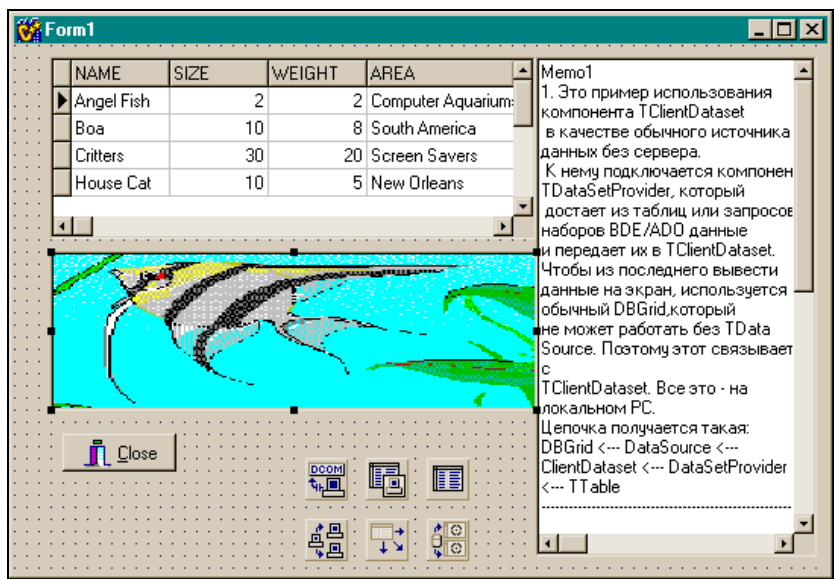 Form1
NAME SIZE WEIGHT AREA
Angel Fish 2 2 Computer Aquariums
Boa 10 8 South America
Critters 30 20 Screen Savers
House Cat 10 5 New Orleans
Close
DCOM
Memo1
1. Это пример использования
компонента TClientDataset
в качестве обычного источника
данных без сервера.
К нему подключается компонен
TDataSetProvider, который
достает из таблиц или запросов
наборов BDE/ADO данные
и передает их в TClientDataset.
Чтобы из последнего вывести
данные на экран, используется
обычный DBGrid,который
не может работать без TData
Source. Поэтому этот связывает
с
TClientDataset. Все это - на
локальном PC.
Цепочка получается такая:
DBGrid <--- DataSource <---
ClientDataset <--- DataSetProvider
<--- TTable